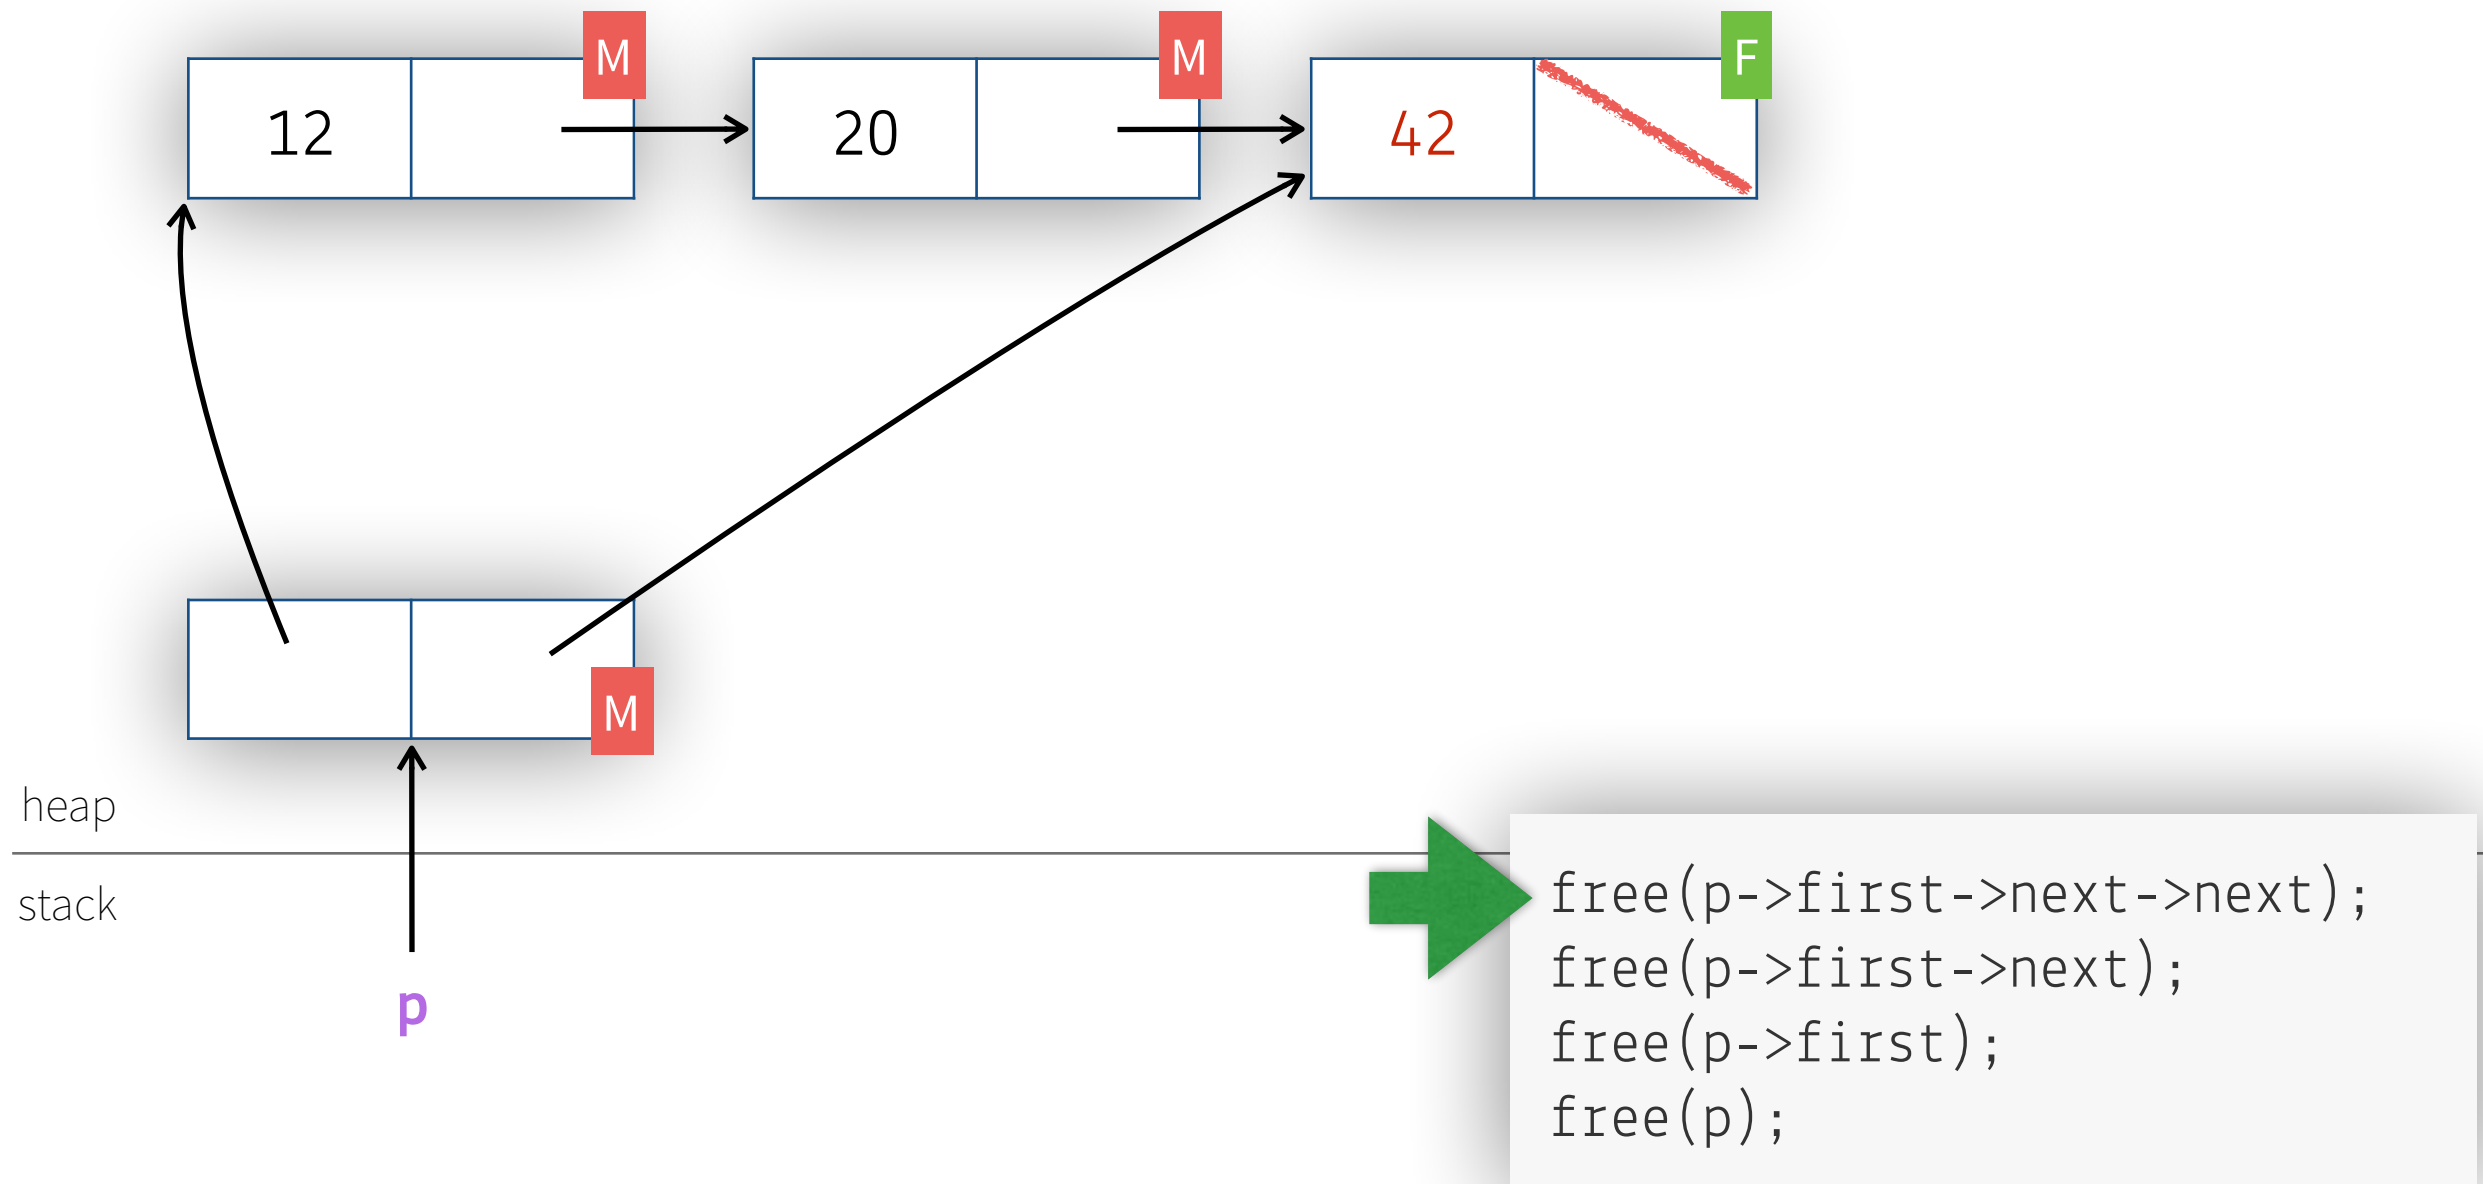 M
M
F
12
20
42
M
heap
stack
p
free(p->first->next->next);
free(p->first->next);
free(p->first);
free(p);